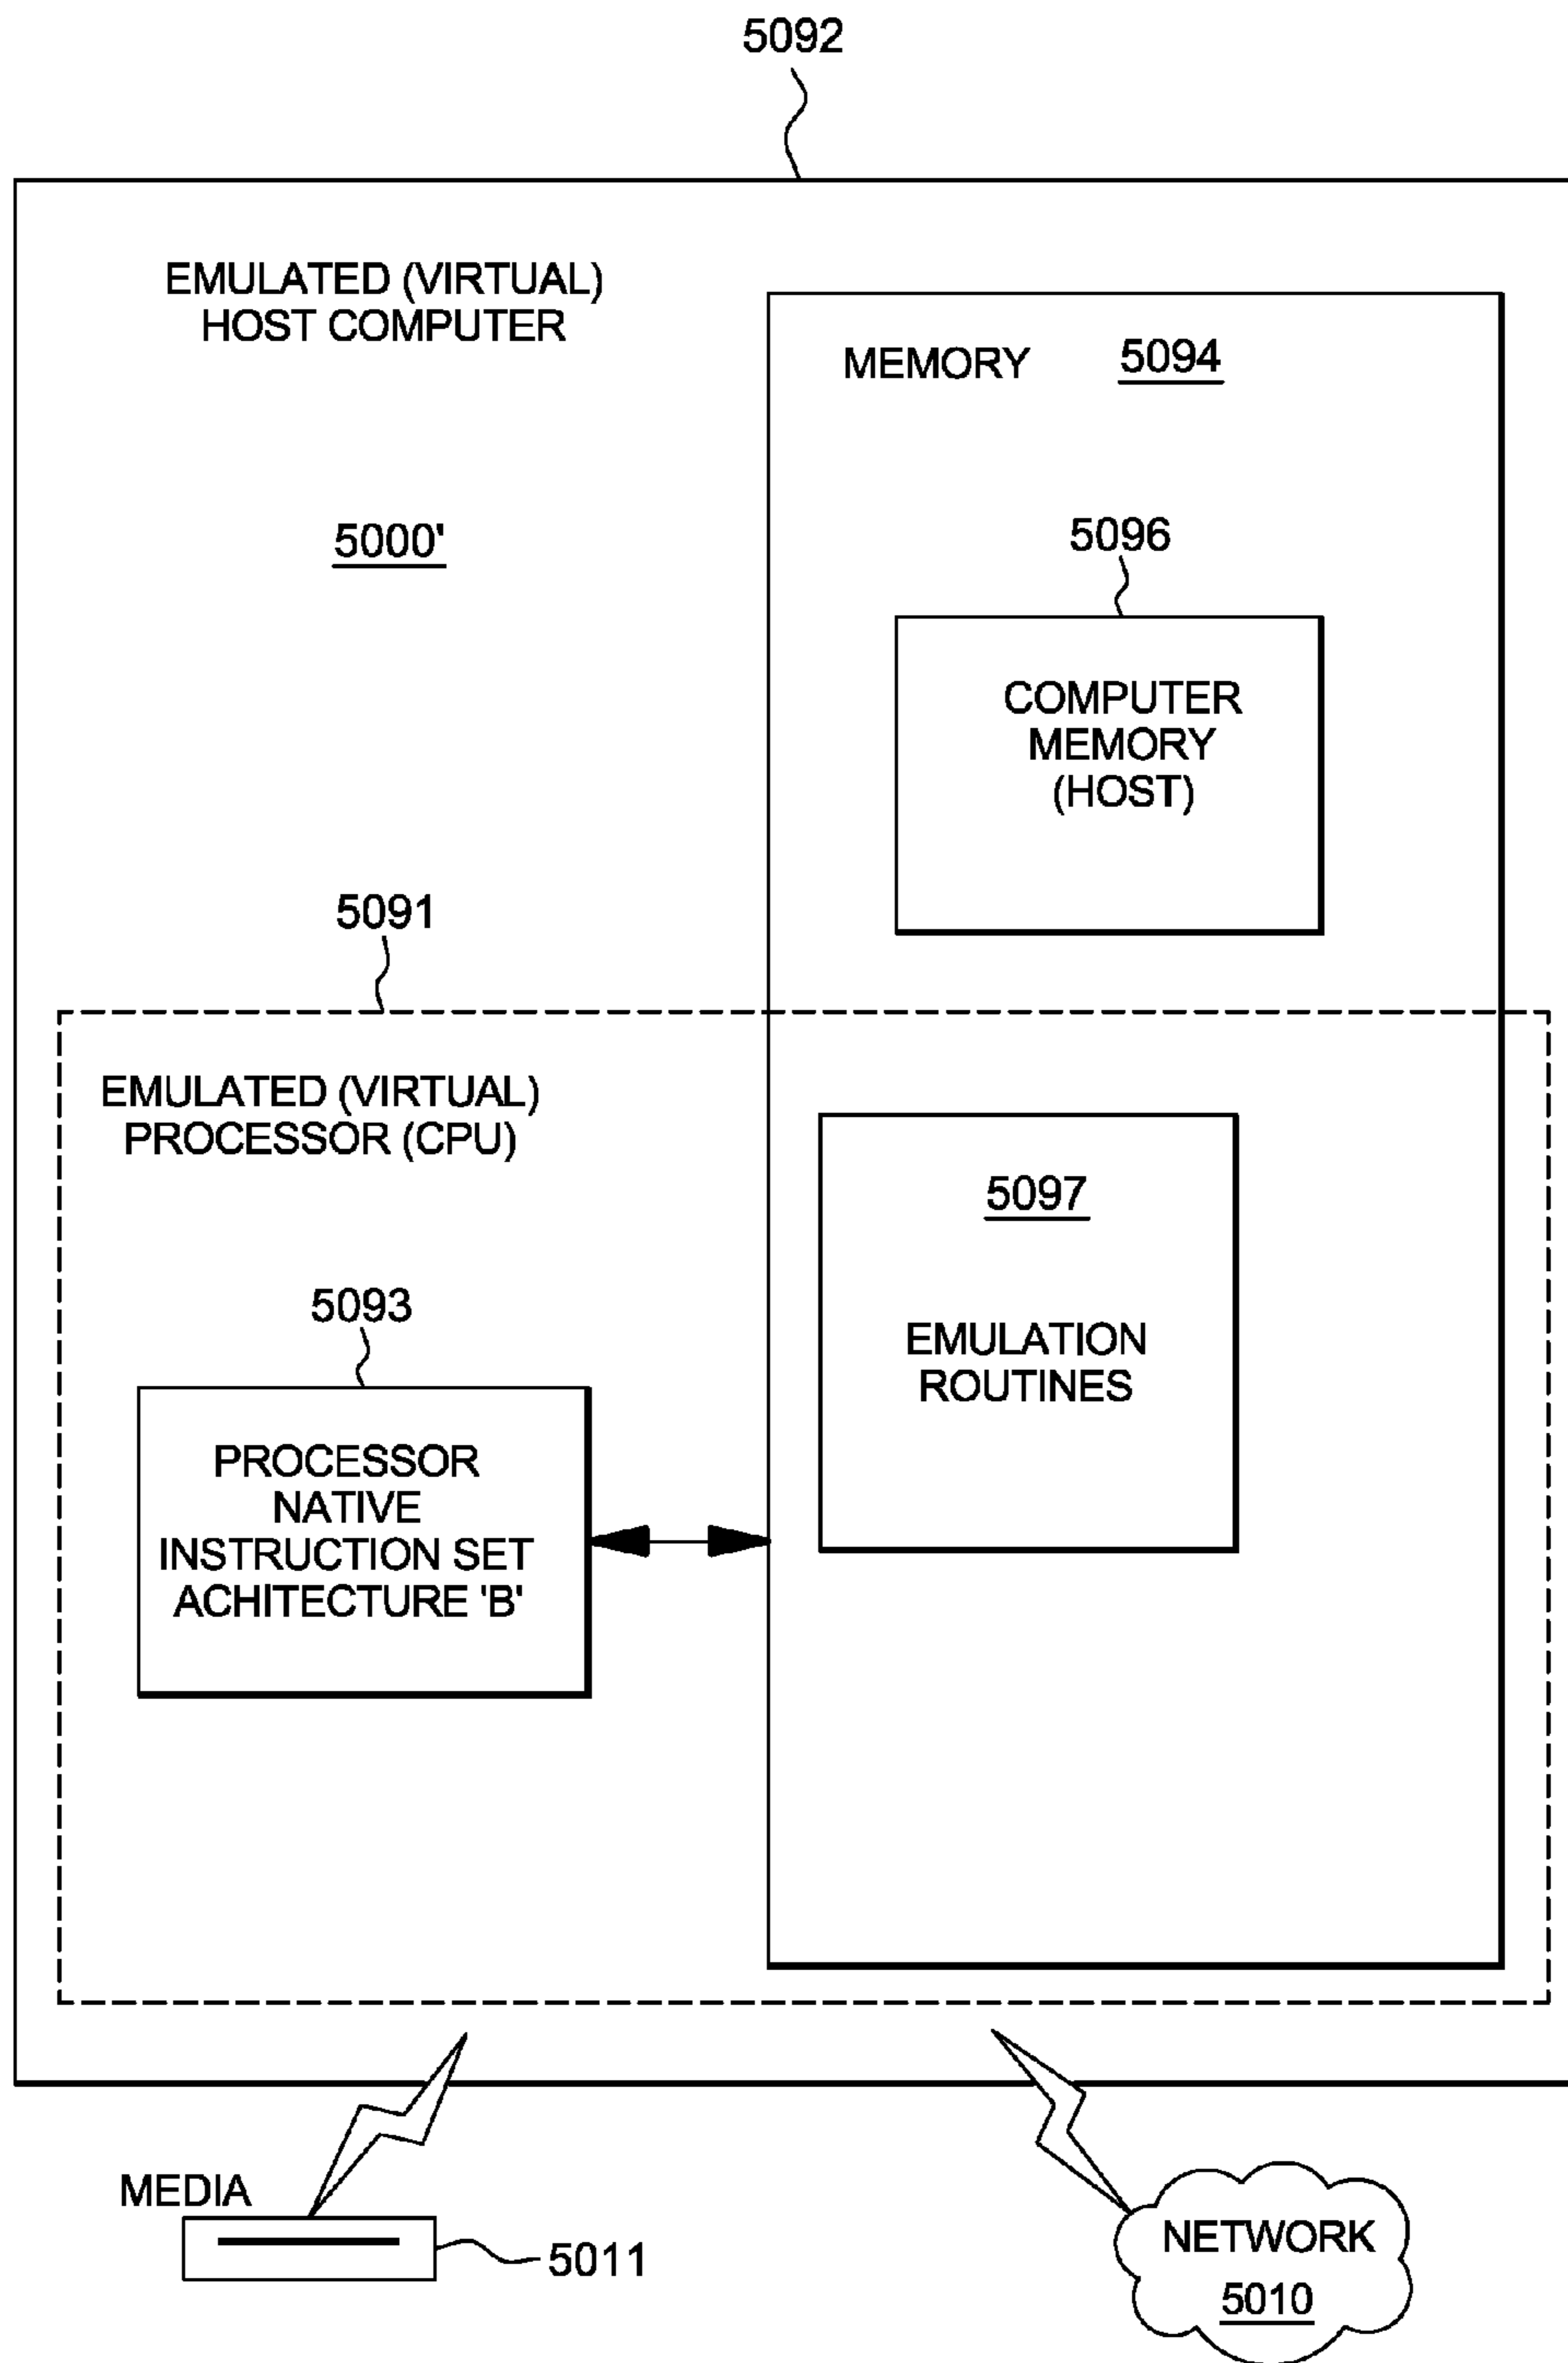 5092
EMULATED (VIRTUAL)
HOST COMPUTER
5000'
MEMORY
5094
5096
COMPUTER
MEMORY
(HOST)
5091
EMULATED (VIRTUAL)
PROCESSOR (CPU)
5097
EMULATION
ROUTINES
5093
PROCESSOR
NATIVE
INSTRUCTION SET
ACHITECTURE 'B'
MEDIA
5011
NETWORK
5010